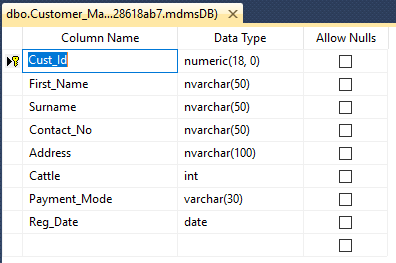 dbo.Customer_Ma...28618ab7.mdmsDB)
Column Name Data Type Allow Nulls
Cust_Id numeric(18, 0)
First_Name nvarchar(50)
Surname nvarchar(50)
Contact_No nvarchar(50)
Address nvarchar(100)
Cattle int
Payment_Mode varchar(30)
Reg_Date date